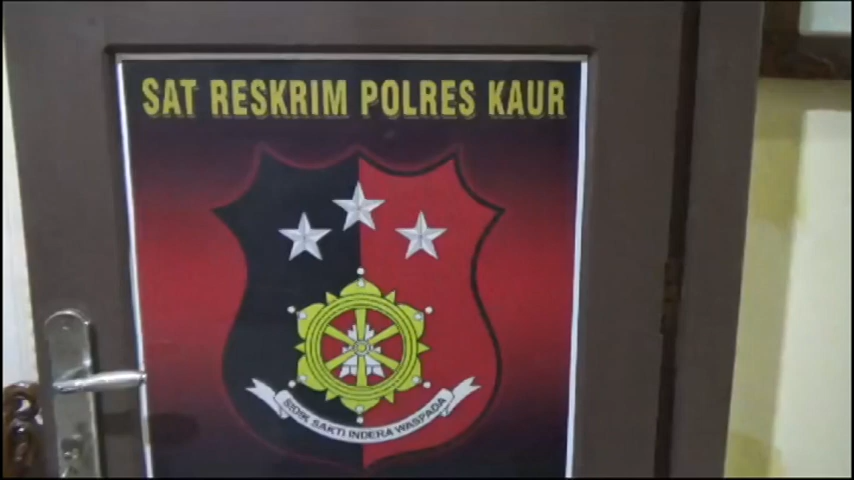 SAT RESKRIM POLRES KAUR
SIDIK SAKTI INDERA WASPADA